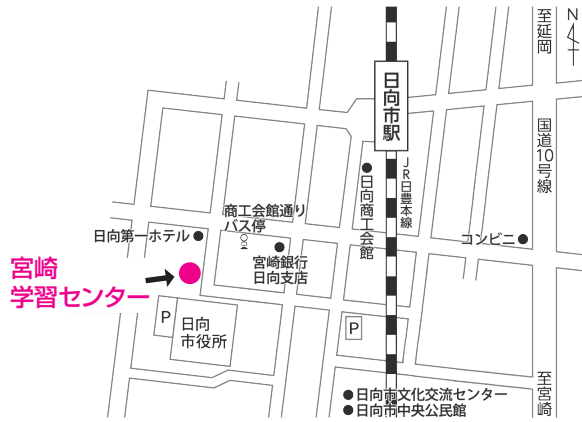 至延岡
N
日向市駅
国道10号線
JR日豊本線
日向商工会館
商工会館通り
バス停
日向第一ホテル
コンビニ
宮崎銀行
日向支店
宮崎
学習センター
P
日向
市役所
P
至宮崎
日向市文化交流センター
日向市中央公民館